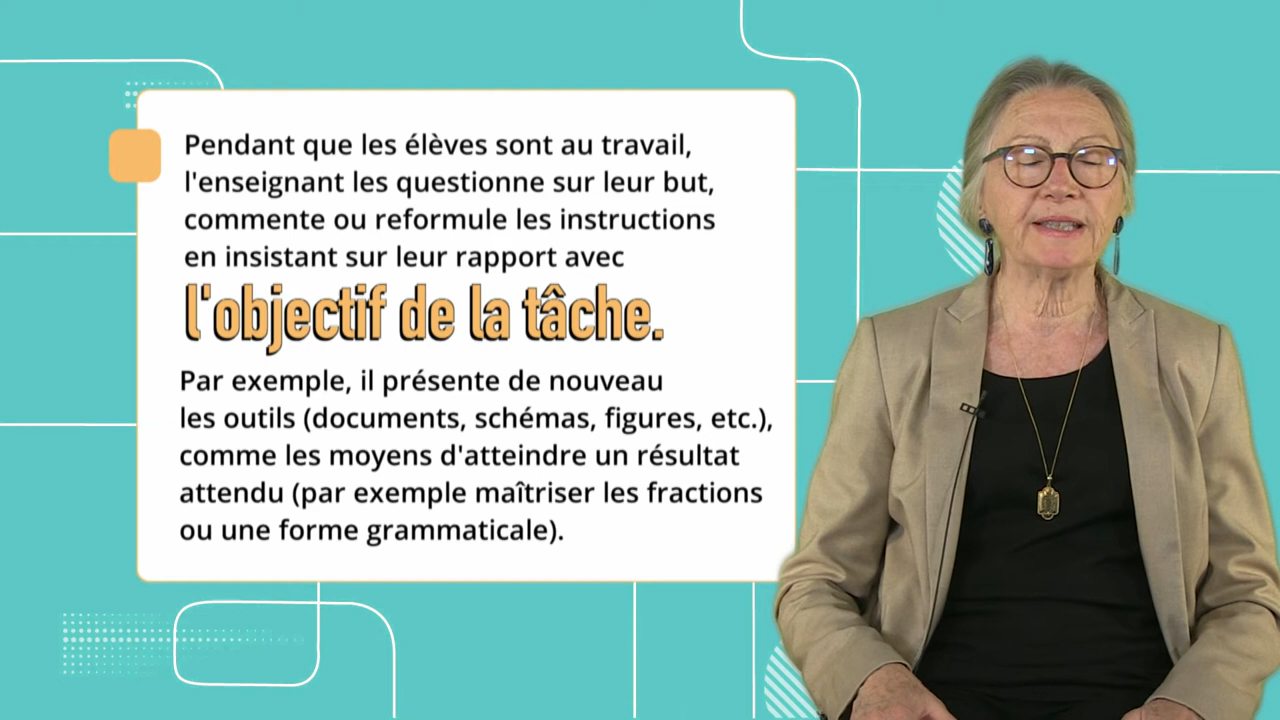 Pendant que les élèves sont au travail,
l'enseignant les questionne sur leur but,
commente ou reformule les instructions
en insistant sur leur rapport avec
l'objectif de la tâche.
Par exemple, il présente de nouveau
les outils (documents, schémas, figures, etc.),
comme les moyens d'atteindre un résultat
attendu (par exemple maîtriser les fractions
ou une forme grammaticale).